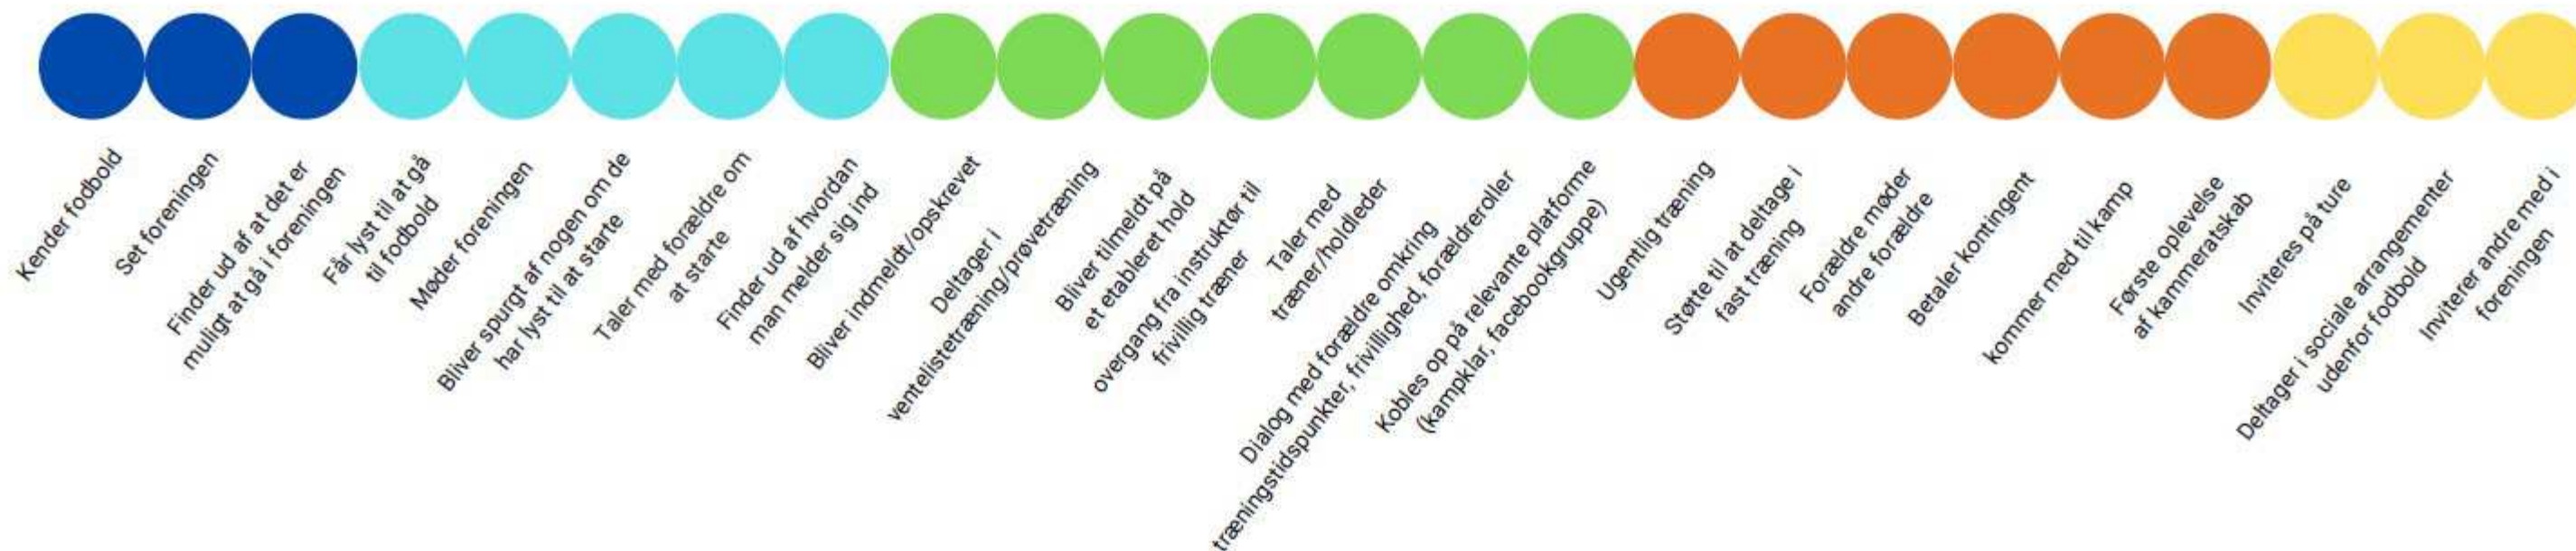 Kender fodbold
Set foreningen
Finder ud af at det er
muligt at gå i foreningen
Får lyst til at gå
til fodbold
Møder foreningen
Bliver spurgt af nogen om de
har lyst til at starte
Taler med forældre om
at starte
Finder ud af hvordan
man melder sig ind
Bliver indmeldt/opskrevet
Deltager i
ventelistetræning/prøvetræning
Bliver tilmeldt på
et etableret hold
overgang fra instruktør til
frivillig træner
Taler med
træner/holdleder
Dialog med forældre omkring
træningstidspunkter, frivillighed, forældreroller
Kobles op på relevante platforme
(kampklar, facebookgruppe)
Ugentlig træning
Støtte til at deltage i
fast træning
Forældre møder
andre forældre
Betaler kontingent
kommer med til kamp
Første oplevelse
af kammeratskab
Inviteres på ture
Deltager i sociale arrangementer
udenfor fodbold
Inviterer andre med i
foreningen